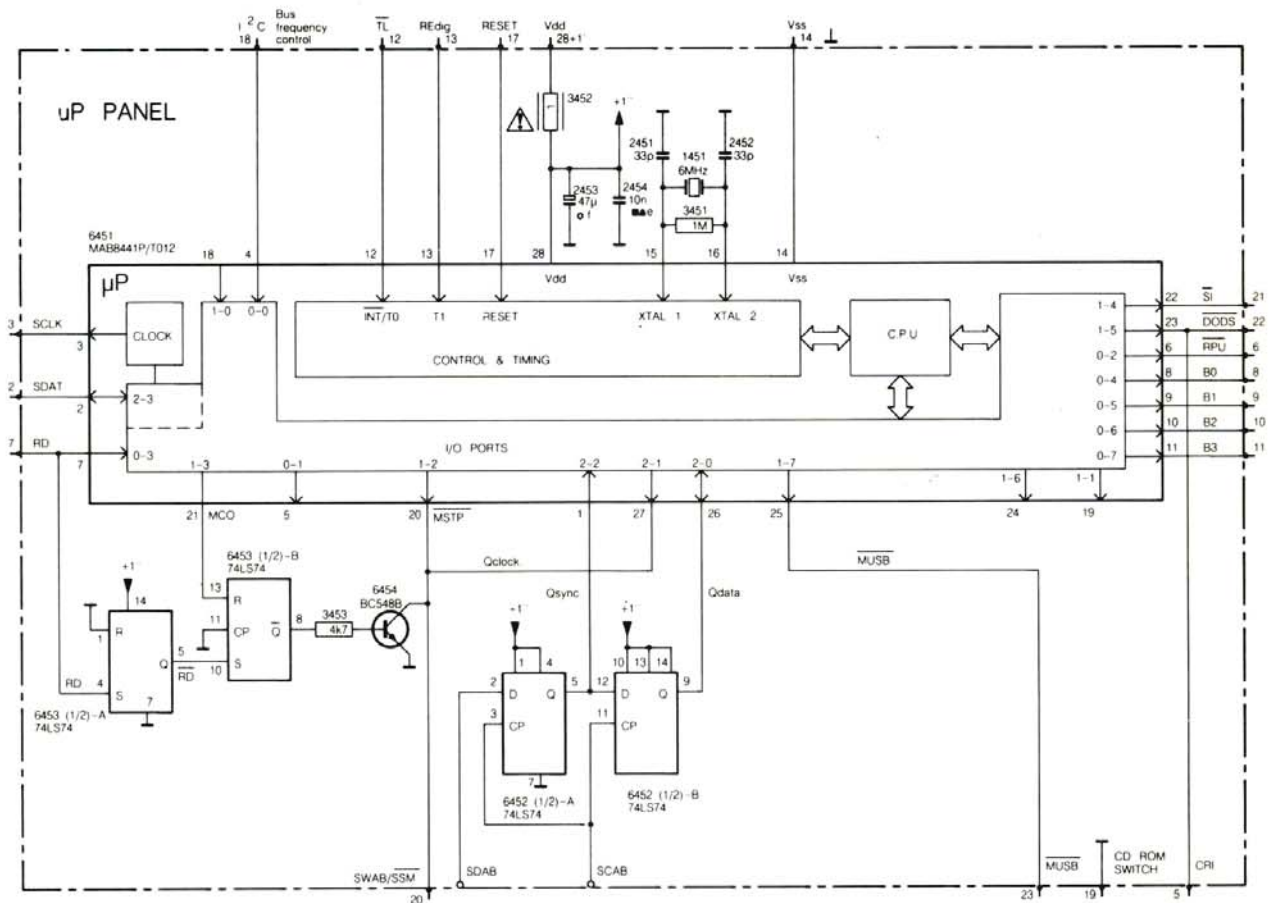 I²C Bus frequency control
18
T̅L̅
12
REdig
13
RESET
17
Vdd
28+1
Vss
14
uP PANEL
3452
+1
2451
33p
2452
33p
1451
6MHz
2453
47µ
2454
10n
3451
1M
6451
MAB8441P/T012
18
4
12
13
17
28
15
16
14
µP
1-0
0-0
Vdd
Vss
I̅N̅T̅/T0
T1
RESET
XTAL 1
XTAL 2
CONTROL & TIMING
C.P.U
CLOCK
3
SCLK
3
2
SDAT
2
2-3
7
RD
7
0-3
I/O PORTS
1-4
22
S̅I̅
21
1-5
23
D̅O̅D̅S̅
22
0-2
6
R̅P̅U̅
6
0-4
8
B0
8
0-5
9
B1
9
0-6
10
B2
10
0-7
11
B3
11
1-3
0-1
1-2
2-2
2-1
2-0
1-7
1-6
1-1
21
MCO
5
20
M̅S̅T̅P̅
1
27
26
25
24
19
6453 (1/2)-B
74LS74
13
R
11
CP
Q̅
8
10
S
3453
4k7
6454
BC548B
Qclock
Qsync
Qdata
M̅U̅S̅B̅
+1
14
R
1
Q
5
R̅D̅
RD
4
S
7
6453 (1/2)-A
74LS74
+1
1
4
2
D
Q
5
3
CP
7
6452 (1/2)-A
74LS74
+1
10
13
14
12
D
Q
9
11
CP
6452 (1/2)-B
74LS74
SWAB/S̅S̅M̅
20
SDAB
SCAB
M̅U̅S̅B̅
23
CD ROM
SWITCH
19
CRI
5